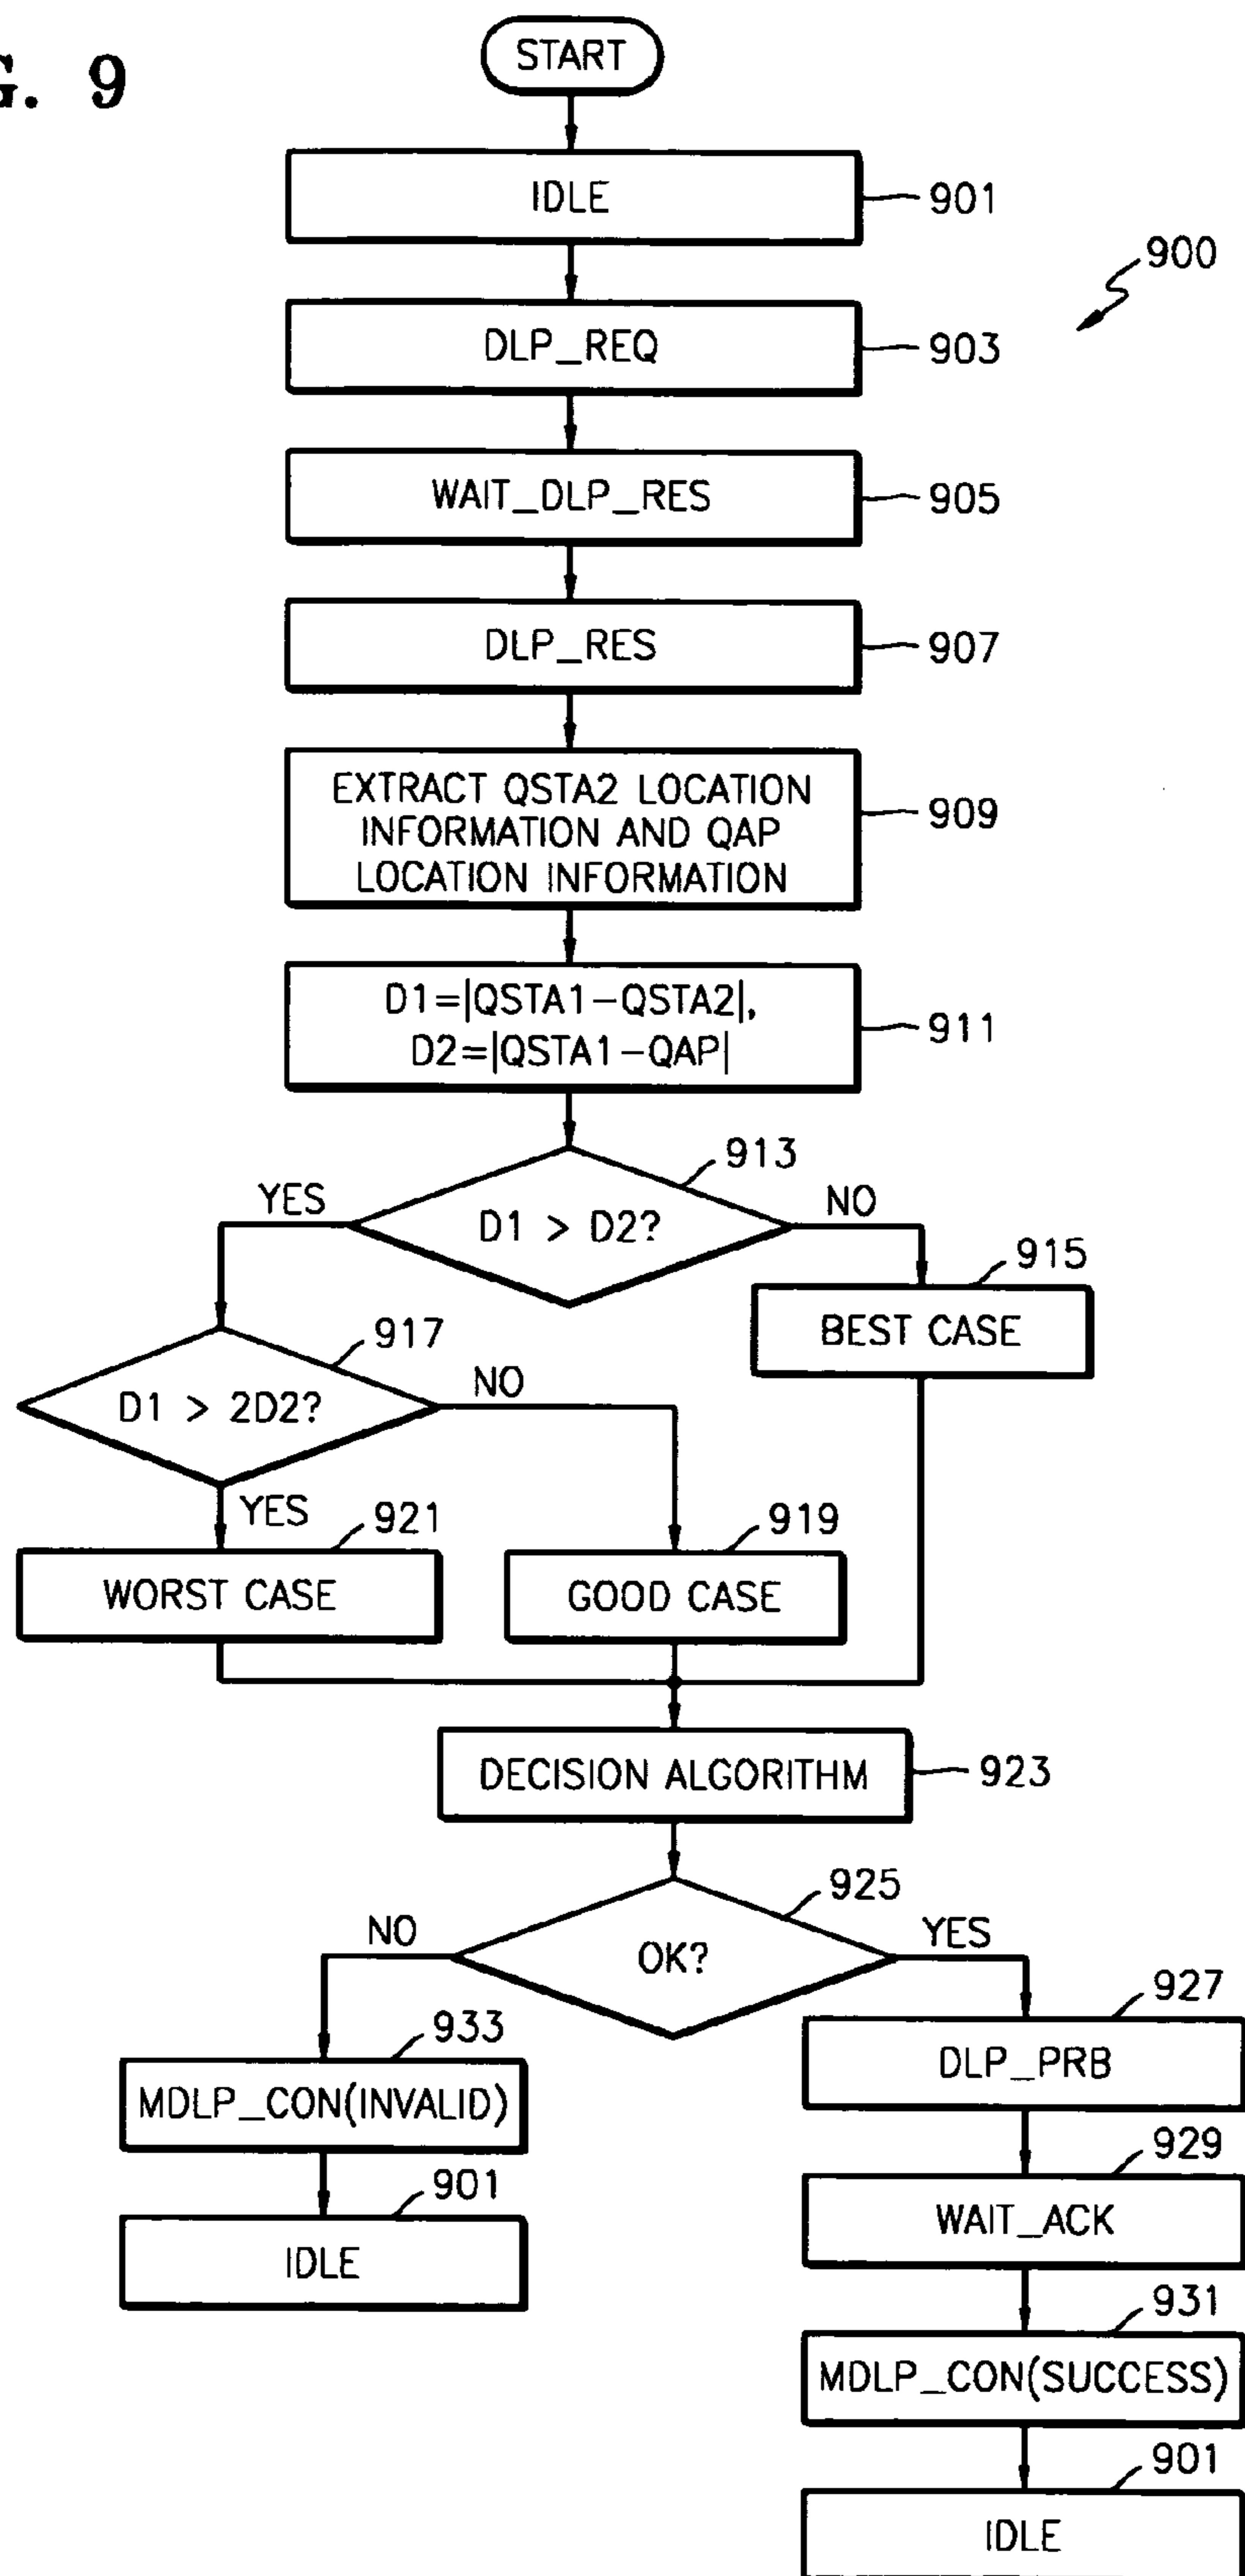 G. 9
START
IDLE
901
900
DLP_REQ
903
WAIT_DLP_RES
905
DLP_RES
907
EXTRACT QSTA2 LOCATION
INFORMATION AND QAP
LOCATION INFORMATION
909
D1=|QSTA1-QSTA2|,
D2=|QSTA1-QAP|
911
913
YES
D1 > D2?
NO
915
BEST CASE
917
D1 > 2D2?
NO
YES
921
WORST CASE
919
GOOD CASE
DECISION ALGORITHM
923
925
NO
OK?
YES
933
MDLP_CON(INVALID)
901
IDLE
927
DLP_PRB
929
WAIT_ACK
931
MDLP_CON(SUCCESS)
901
IDLE